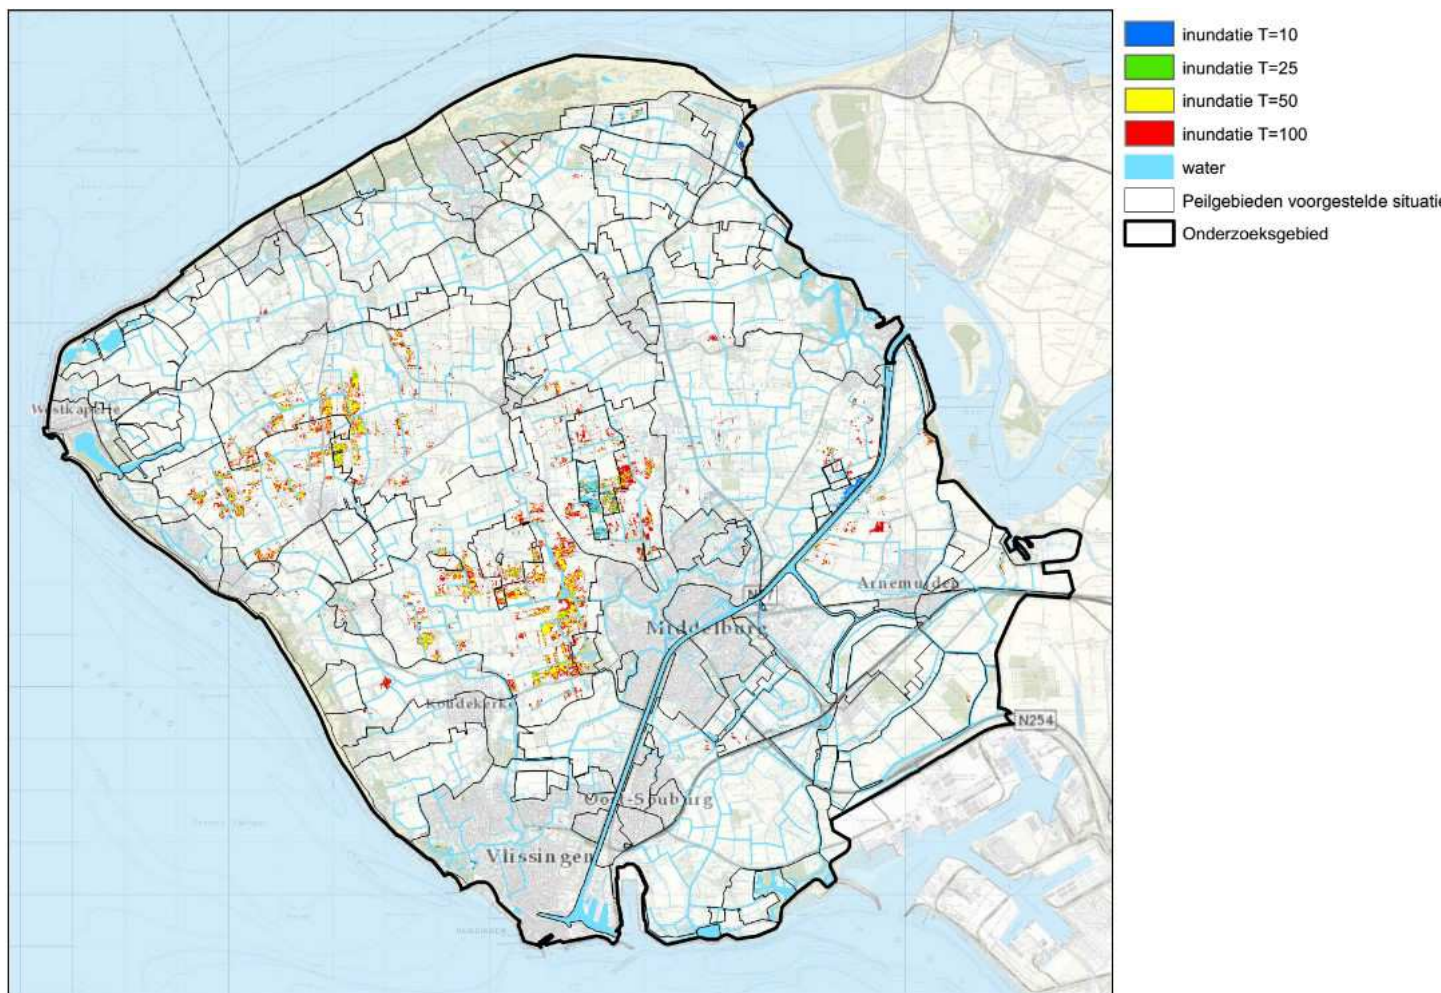 inundatie T=10
inundatie T=25
inundatie T=50
inundatie T=100
water
Peilgebieden voorgestelde situatie
Onderzoeksgebied
Westkapelle
Arnemuiden
Middelburg
Koudekerke
N254
Oost-Souburg
Vlissingen